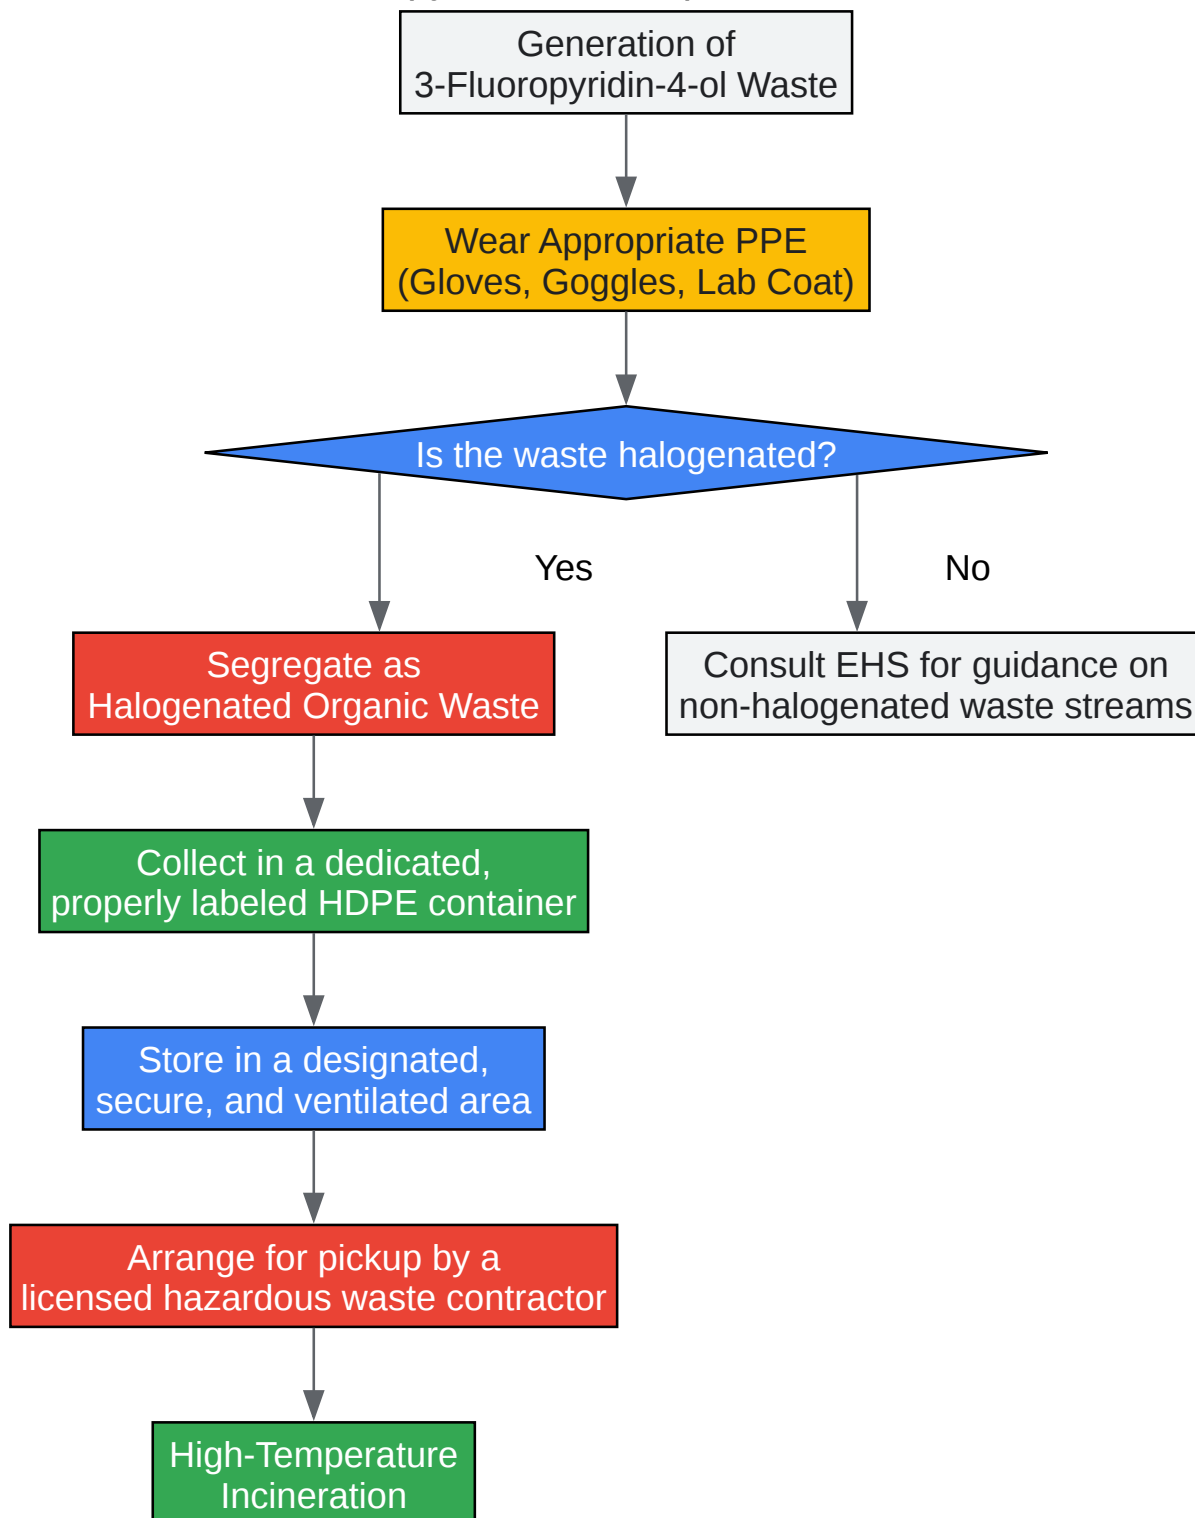 Generation of
3-Fluoropyridin-4-ol Waste
Wear Appropriate PPE
(Gloves, Goggles, Lab Coat)
Is the waste halogenated?
Yes
No
Segregate as
Halogenated Organic Waste
Consult EHS for guidance on
non-halogenated waste streams
Collect in a dedicated,
properly labeled HDPE container
Store in a designated,
secure, and ventilated area
Arrange for pickup by a
licensed hazardous waste contractor
High-Temperature
Incineration